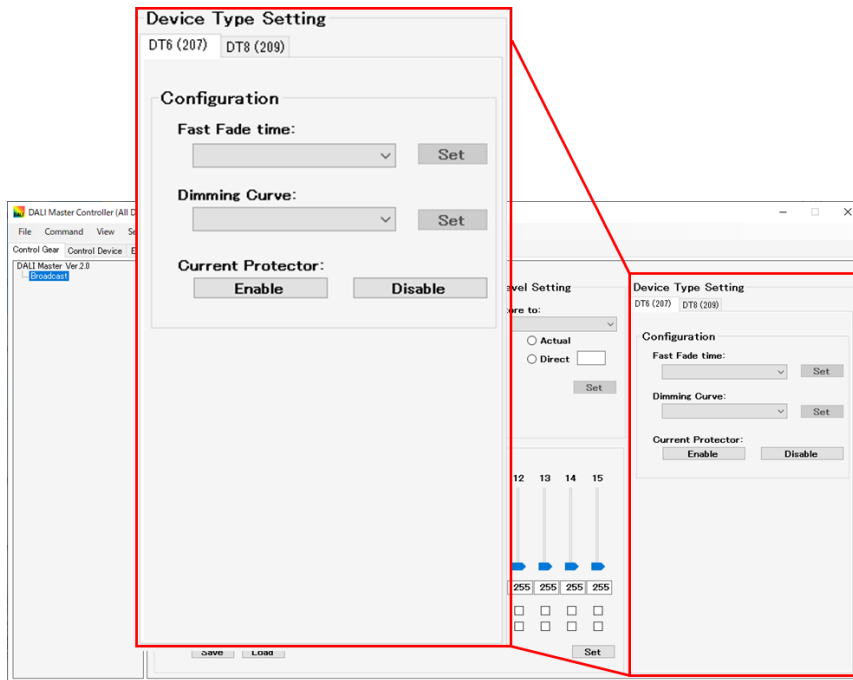 Device Type Setting
DT6 (207) DT8 (209)
Configuration
Fast Fade time:
Set
Dimming Curve:
Set
Current Protector:
Enable Disable
DALI Master Controller (All D
File Command View Se
Control Gear Control Device E
DALI Master Ver.2.0
Broadcast
evel Setting
ore to:
Actual
Direct
Set
12 13 14 15
255 255 255 255
Save Load Set
Device Type Setting
DT6 (207) DT8 (209)
Configuration
Fast Fade time:
Set
Dimming Curve:
Set
Current Protector:
Enable Disable